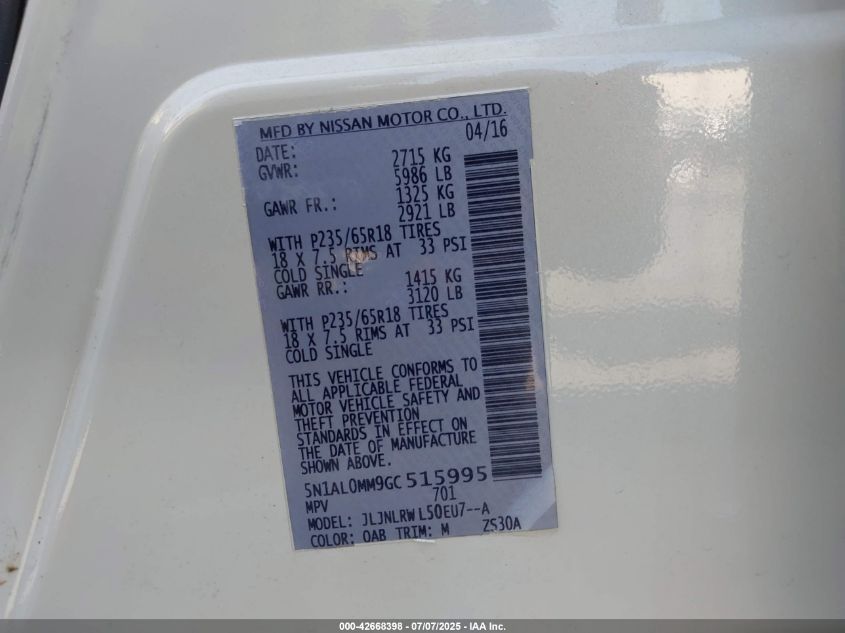 MFD BY NISSAN MOTOR CO., LTD.
DATE: 04/16
GVWR: 2715 KG
5986 LB
GAWR FR.: 1325 KG
2921 LB
WITH P235/65R18 TIRES
18 X 7.5 RIMS AT 33 PSI
COLD SINGLE
GAWR RR.: 1415 KG
3120 LB
WITH P235/65R18 TIRES
18 X 7.5 RIMS AT 33 PSI
COLD SINGLE
THIS VEHICLE CONFORMS TO
ALL APPLICABLE FEDERAL
MOTOR VEHICLE SAFETY AND
THEFT PREVENTION
STANDARDS IN EFFECT ON
THE DATE OF MANUFACTURE
SHOWN ABOVE.
5N1AL0MM9GC515995
MPV 701
MODEL: JLJNLRWL50EU7--A
COLOR: QAB TRIM: M ZS30A
000-42668398 - 07/07/2025 - IAA Inc.